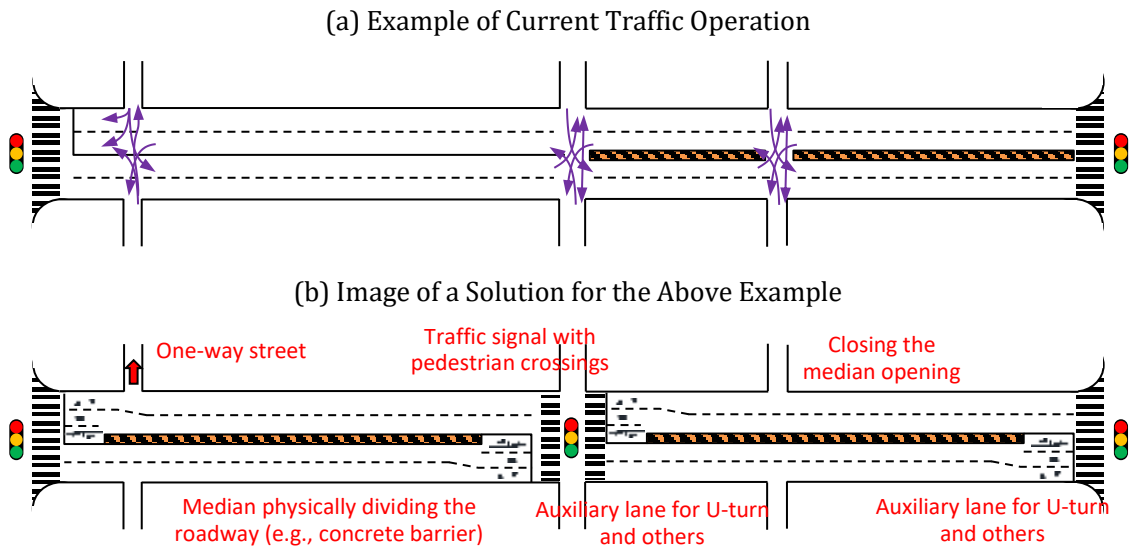 (a) Example of Current Traffic Operation
(b) Image of a Solution for the Above Example
One-way street
Traffic signal with
pedestrian crossings
Closing the
median opening
Median physically dividing the
roadway (e.g., concrete barrier)
Auxiliary lane for U-turn
and others
Auxiliary lane for U-turn
and others